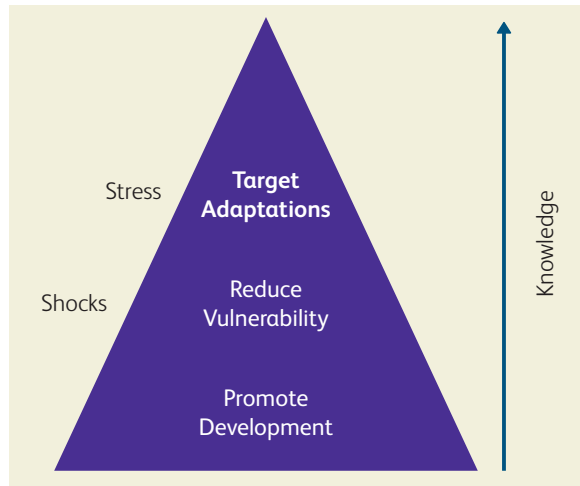 Stress
Target
Adaptations
Shocks
Reduce
Vulnerability
Promote
Development
Knowledge